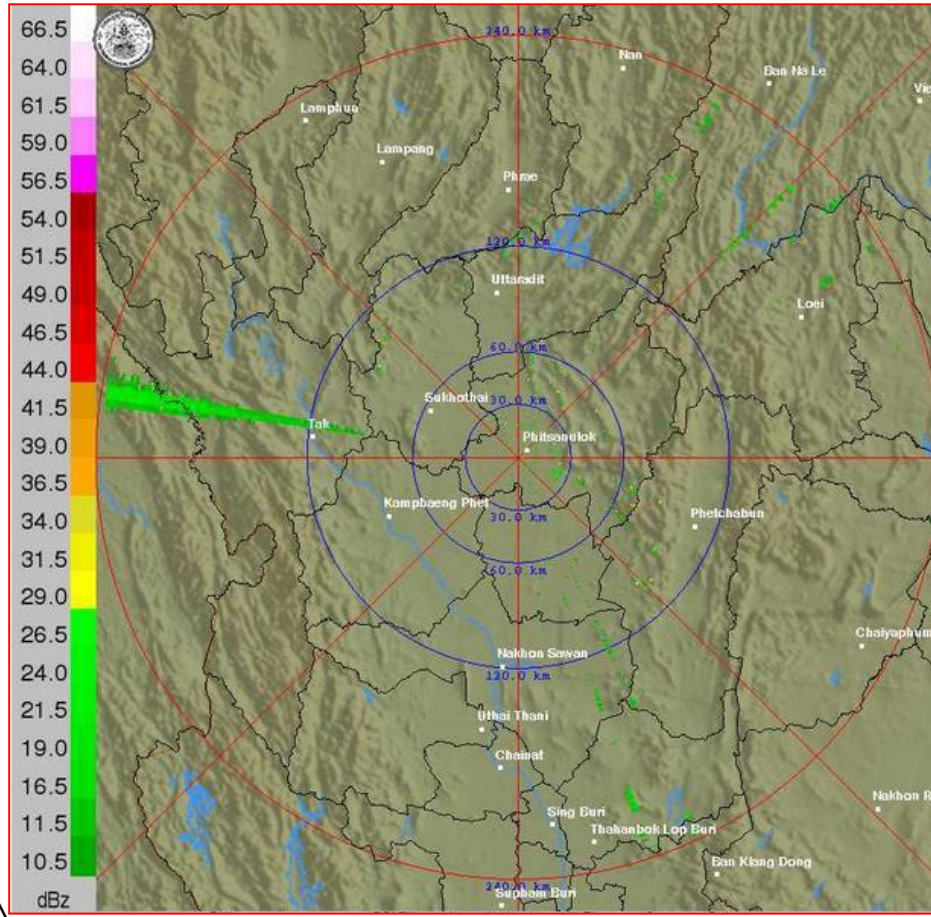 66.5
64.0
61.5
59.0
56.5
54.0
51.5
49.0
46.5
44.0
41.5
39.0
36.5
34.0
31.5
29.0
26.5
24.0
21.5
19.0
16.5
11.5
10.5
dBz
240.0 km
Nan
Ban Na Le
Vie
Lamphun
Lampang
Phrae
120.0 km
Uttaradit
Loei
60.0 km
Sukhothai
30.0 km
Tak
Phitsanulok
Kamphaeng Phet
30.0 km
Phetchabun
60.0 km
Chaiyaphum
Nakhon Sawan
120.0 km
Uthai Thani
Chainat
Nakhon R
Sing Buri
Thahanbok Lop Buri
Ban Klang Dong
240.0 km
Supham Buri